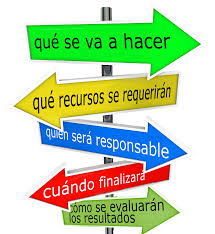 qué se va a hacer
qué recursos se requerirán
quién será responsable
cuándo finalizará
cómo se evaluarán
los resultados